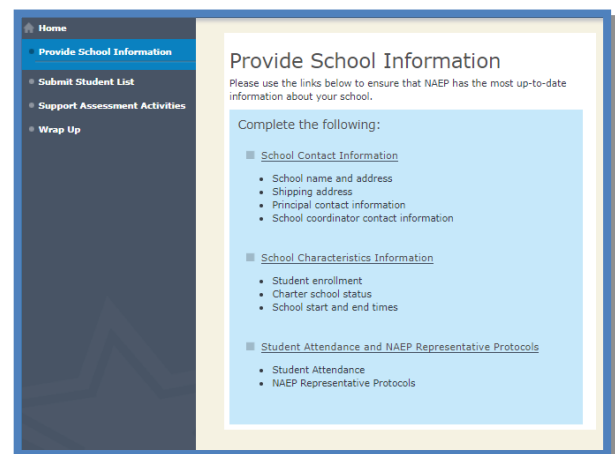 Home
Provide School Information
Submit Student List
Support Assessment Activities
Wrap Up
Provide School Information
Please use the links below to ensure that NAEP has the most up-to-date
information about your school.
Complete the following:
School Contact Information
• School name and address
• Shipping address
• Principal contact information
• School coordinator contact information
School Characteristics Information
• Student enrollment
• Charter school status
• School start and end times
Student Attendance and NAEP Representative Protocols
• Student Attendance
• NAEP Representative Protocols